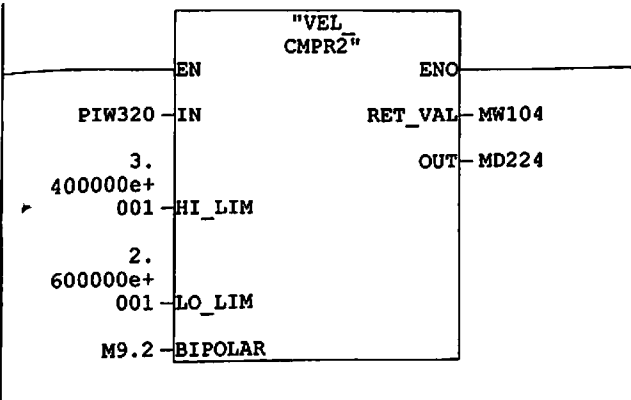 "VEL_
CMPR2"
EN ENO
PIW320 IN RET_VAL MW104
3. OUT MD224
400000e+
001 HI_LIM
2.
600000e+
001 LO_LIM
M9.2 BIPOLAR